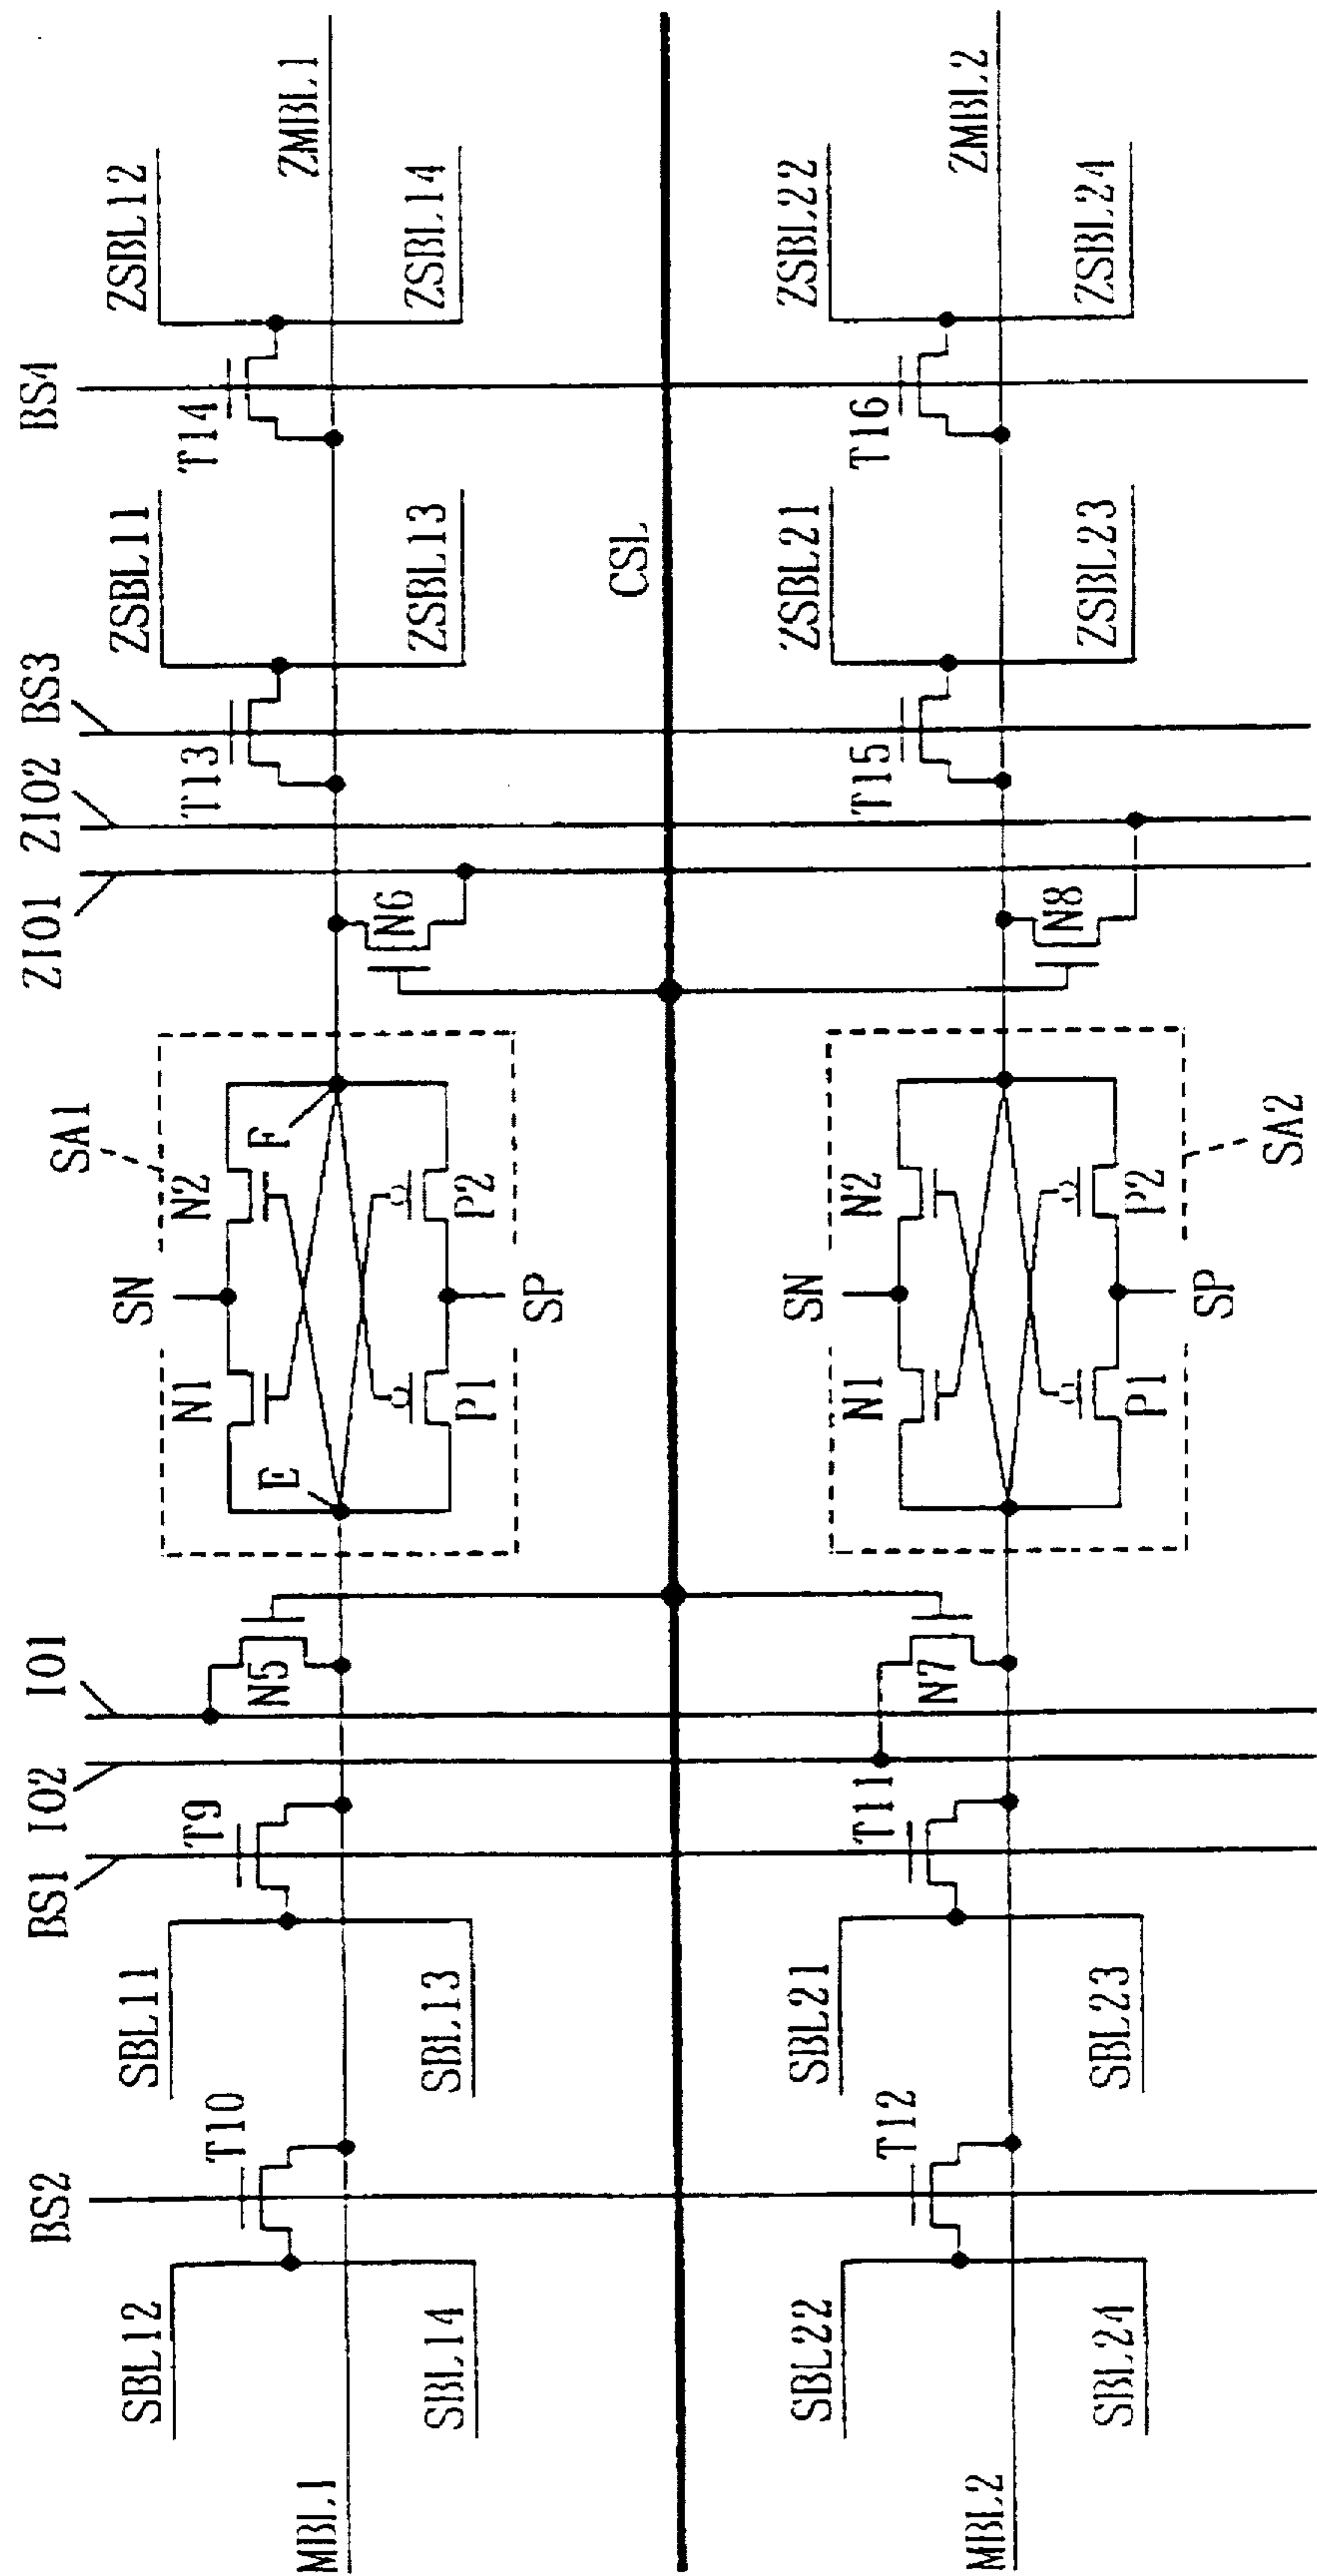 BS2
BS1
IO2
IO1
SA1
ZIO1
ZIO2
BS3
BS4
SBL12
T10
SBL11
T9
N5
SN
N1
N2
E
F
T13
ZSBL11
T14
ZSBL12
MBL1
SBL14
SBL13
P1
P2
SP
N6
ZSBL13
ZSBL14
ZMBL1
CSL
SBL22
T12
SBL21
T11
N7
SN
N1
N2
T15
ZSBL21
T16
ZSBL22
MBL2
SBL24
SBL23
P1
P2
SP
N8
ZSBL23
ZSBL24
ZMBL2
SA2